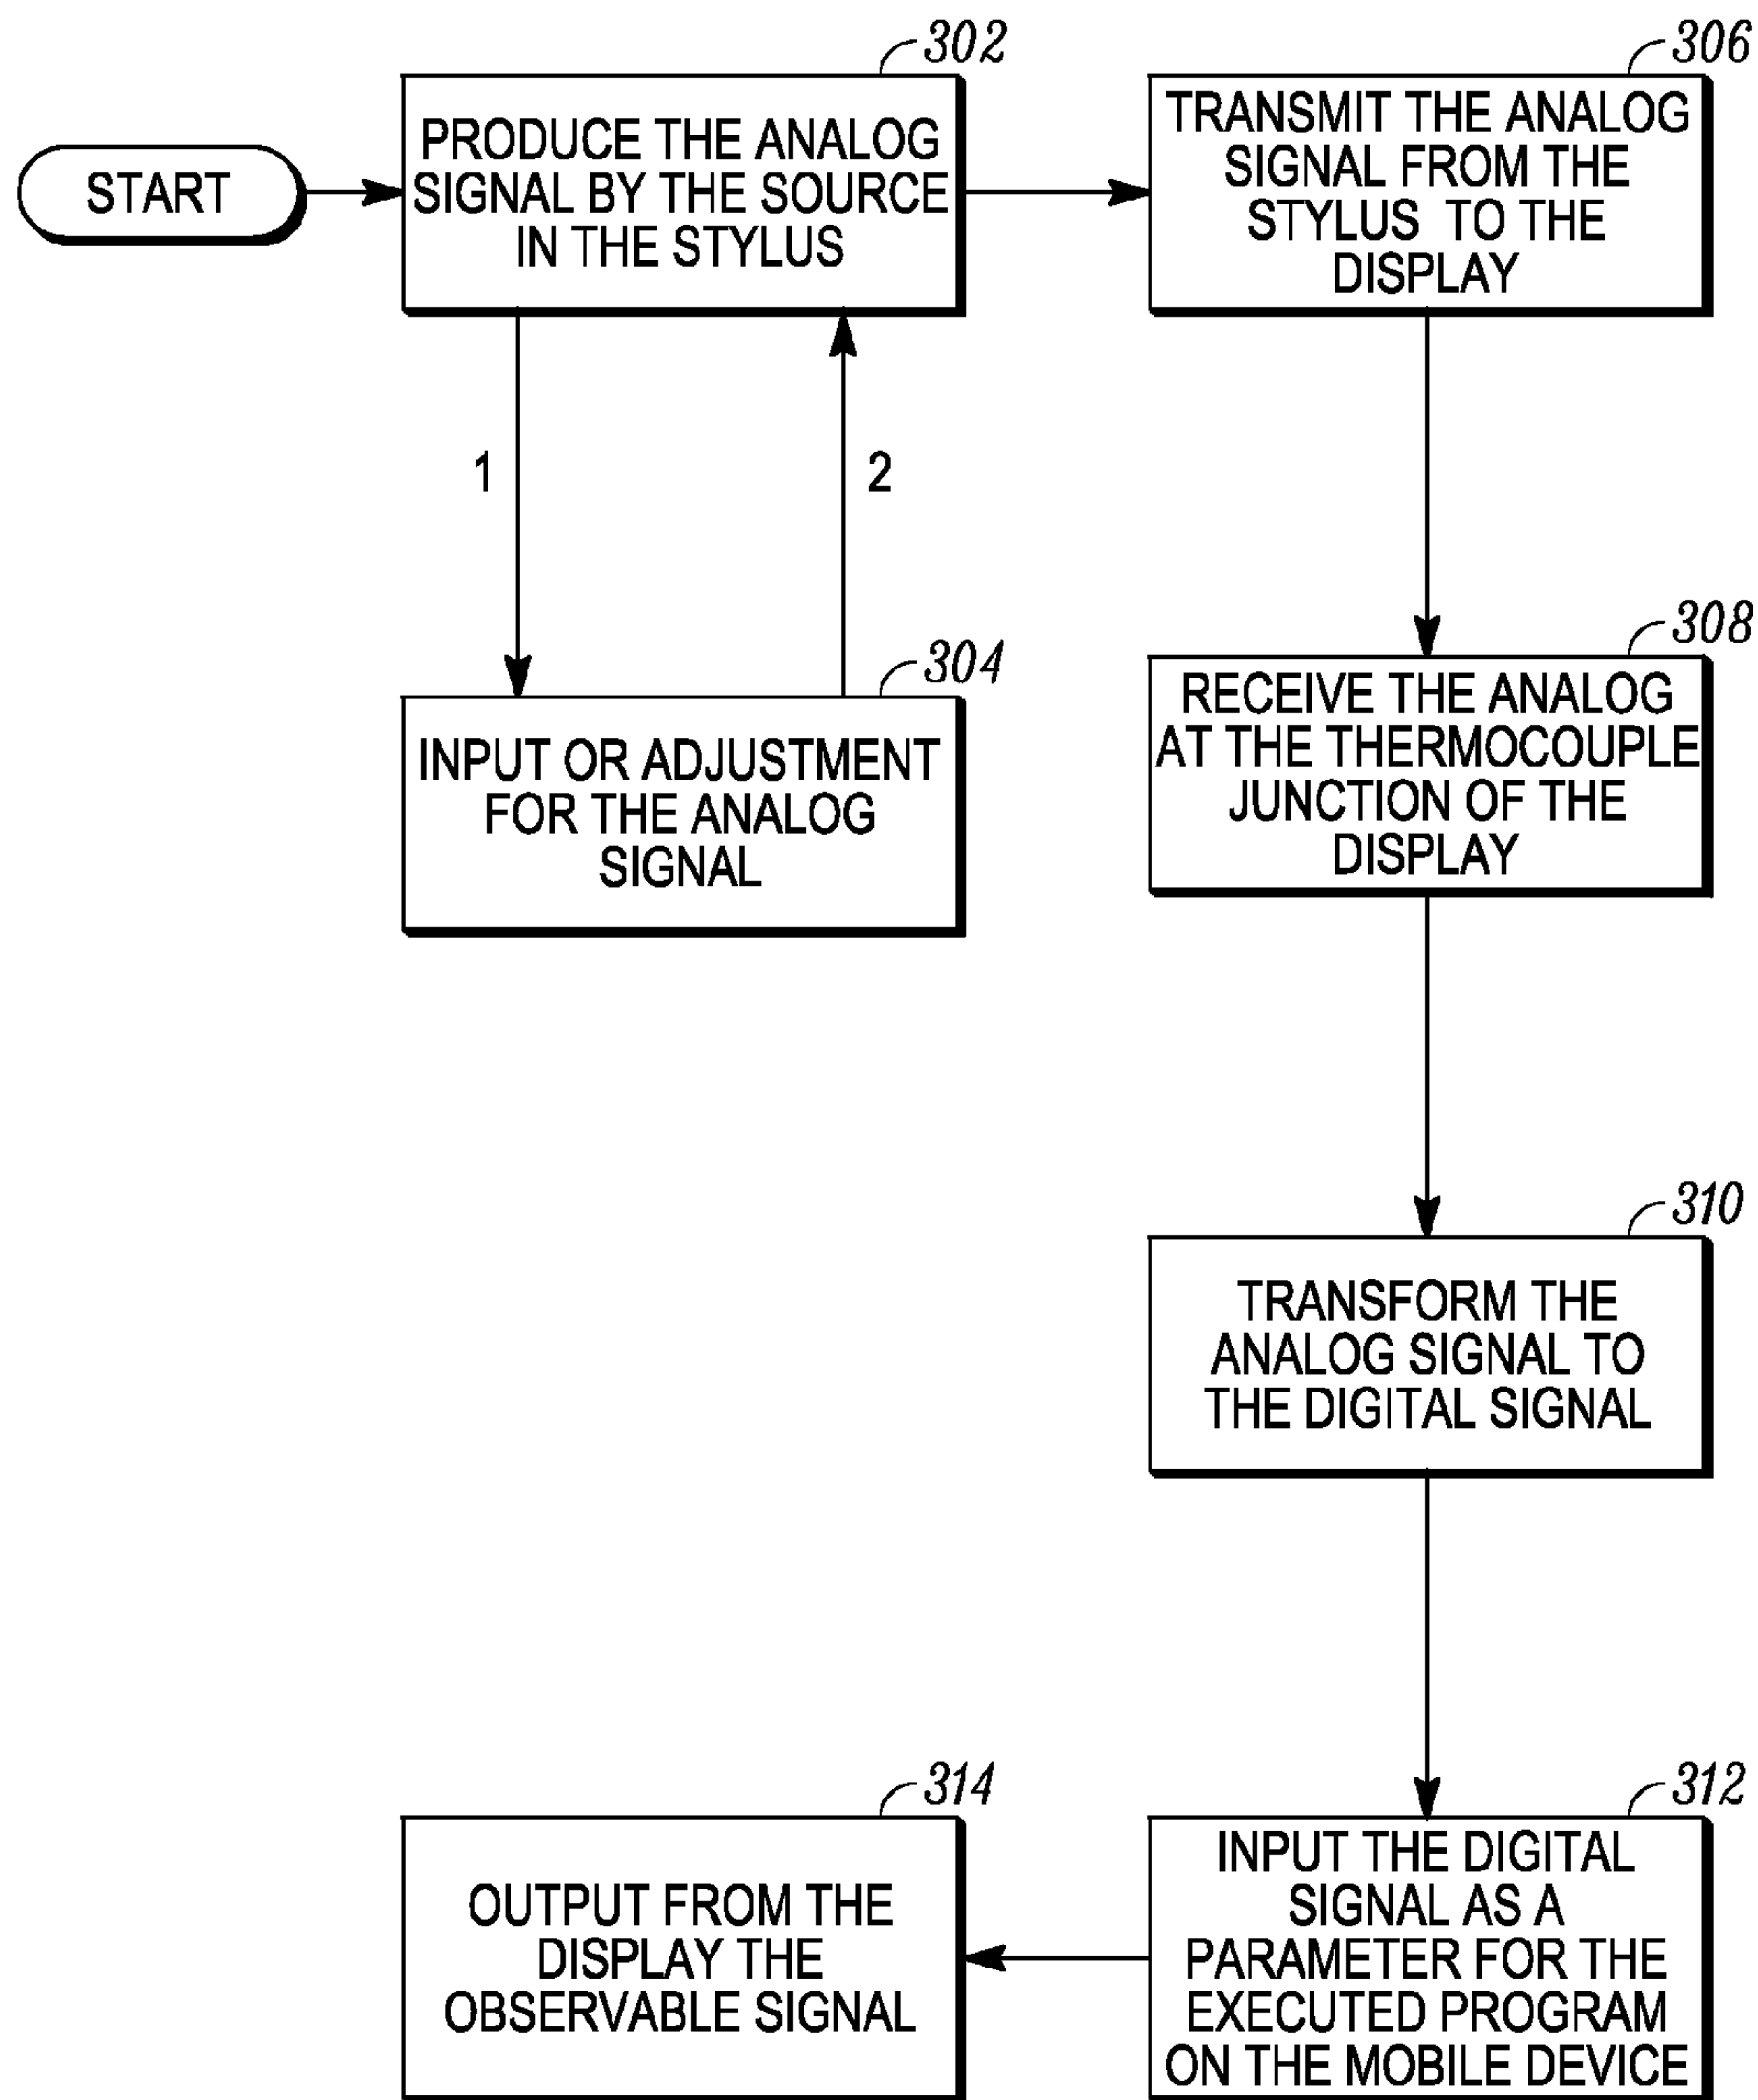 START
302
PRODUCE THE ANALOG
SIGNAL BY THE SOURCE
IN THE STYLUS
306
TRANSMIT THE ANALOG
SIGNAL FROM THE
STYLUS TO THE
DISPLAY
1
2
304
INPUT OR ADJUSTMENT
FOR THE ANALOG
SIGNAL
308
RECEIVE THE ANALOG
AT THE THERMOCOUPLE
JUNCTION OF THE
DISPLAY
310
TRANSFORM THE
ANALOG SIGNAL TO
THE DIGITAL SIGNAL
312
INPUT THE DIGITAL
SIGNAL AS A
PARAMETER FOR THE
EXECUTED PROGRAM
ON THE MOBILE DEVICE
314
OUTPUT FROM THE
DISPLAY THE
OBSERVABLE SIGNAL